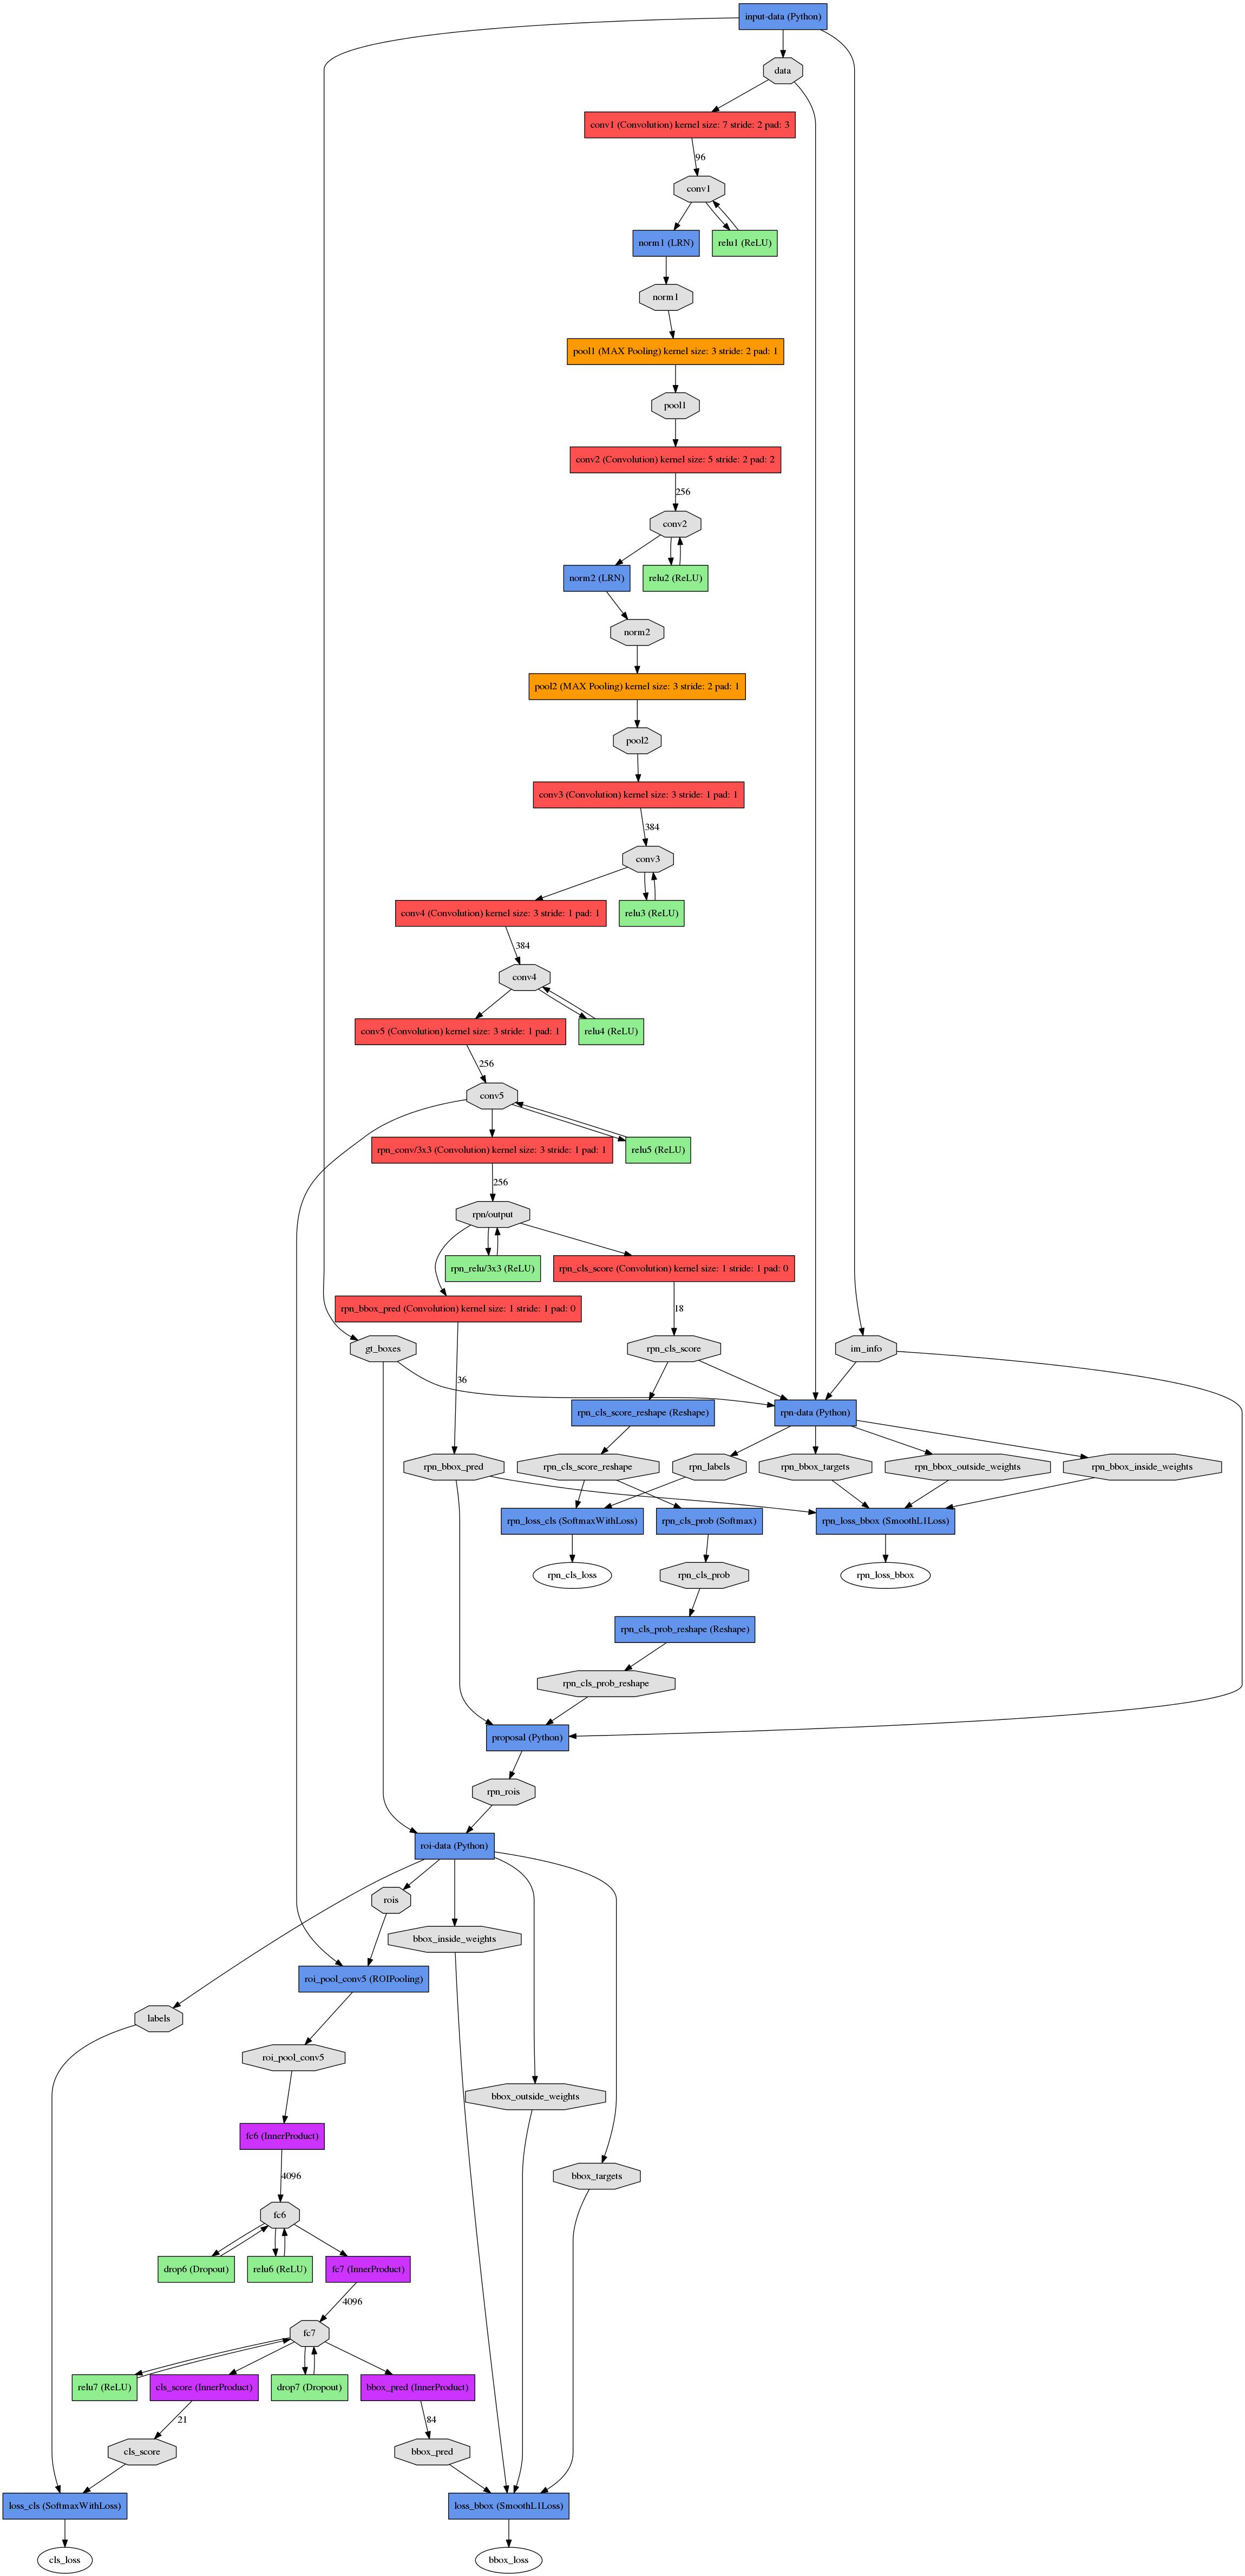 input-data (Python)
data
conv1 (Convolution) kernel size: 7 stride: 2 pad: 3
96
conv1
norm1 (LRN)
relu1 (ReLU)
norm1
pool1 (MAX Pooling) kernel size: 3 stride: 2 pad: 1
pool1
conv2 (Convolution) kernel size: 5 stride: 2 pad: 2
256
conv2
norm2 (LRN)
relu2 (ReLU)
norm2
pool2 (MAX Pooling) kernel size: 3 stride: 2 pad: 1
pool2
conv3 (Convolution) kernel size: 3 stride: 1 pad: 1
384
conv3
conv4 (Convolution) kernel size: 3 stride: 1 pad: 1
relu3 (ReLU)
384
conv4
conv5 (Convolution) kernel size: 3 stride: 1 pad: 1
relu4 (ReLU)
256
conv5
rpn_conv/3x3 (Convolution) kernel size: 3 stride: 1 pad: 1
relu5 (ReLU)
256
rpn/output
rpn_relu/3x3 (ReLU)
rpn_cls_score (Convolution) kernel size: 1 stride: 1 pad: 0
rpn_bbox_pred (Convolution) kernel size: 1 stride: 1 pad: 0
18
gt_boxes
rpn_cls_score
im_info
36
rpn_cls_score_reshape (Reshape)
rpn-data (Python)
rpn_bbox_pred
rpn_cls_score_reshape
rpn_labels
rpn_bbox_targets
rpn_bbox_outside_weights
rpn_bbox_inside_weights
rpn_loss_cls (SoftmaxWithLoss)
rpn_cls_prob (Softmax)
rpn_loss_bbox (SmoothL1Loss)
rpn_cls_loss
rpn_cls_prob
rpn_loss_bbox
rpn_cls_prob_reshape (Reshape)
rpn_cls_prob_reshape
proposal (Python)
rpn_rois
roi-data (Python)
rois
bbox_inside_weights
roi_pool_conv5 (ROIPooling)
labels
roi_pool_conv5
bbox_outside_weights
fc6 (InnerProduct)
4096
bbox_targets
fc6
drop6 (Dropout)
relu6 (ReLU)
fc7 (InnerProduct)
4096
fc7
relu7 (ReLU)
cls_score (InnerProduct)
drop7 (Dropout)
bbox_pred (InnerProduct)
21
84
cls_score
bbox_pred
loss_cls (SoftmaxWithLoss)
loss_bbox (SmoothL1Loss)
cls_loss
bbox_loss